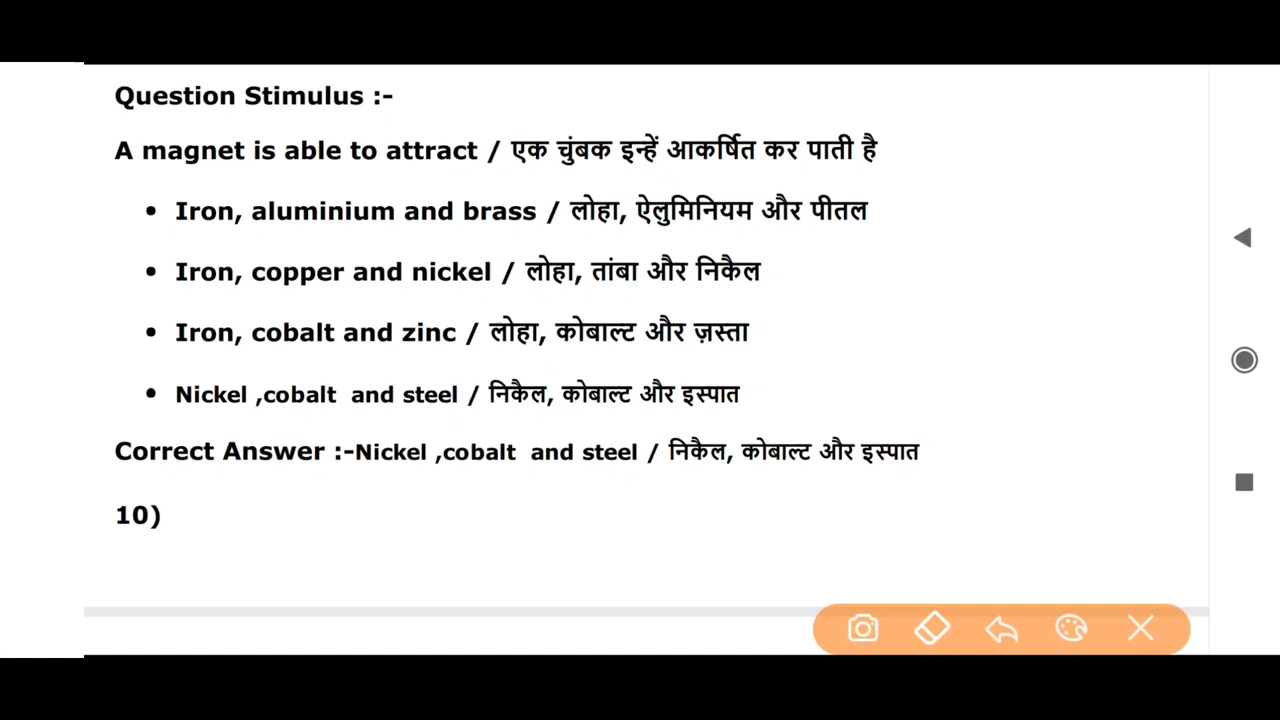 Question Stimulus :-
A magnet is able to attract / एक चुंबक इन्हें आकर्षित कर पाती है
• Iron, aluminium and brass / लोहा, ऐलुमिनियम और पीतल
• Iron, copper and nickel / लोहा, तांबा और निकैल
• Iron, cobalt and zinc / लोहा, कोबाल्ट और ज़स्ता
• Nickel ,cobalt  and steel / निकैल, कोबाल्ट और इस्पात
Correct Answer :-Nickel ,cobalt  and steel / निकैल, कोबाल्ट और इस्पात
10)